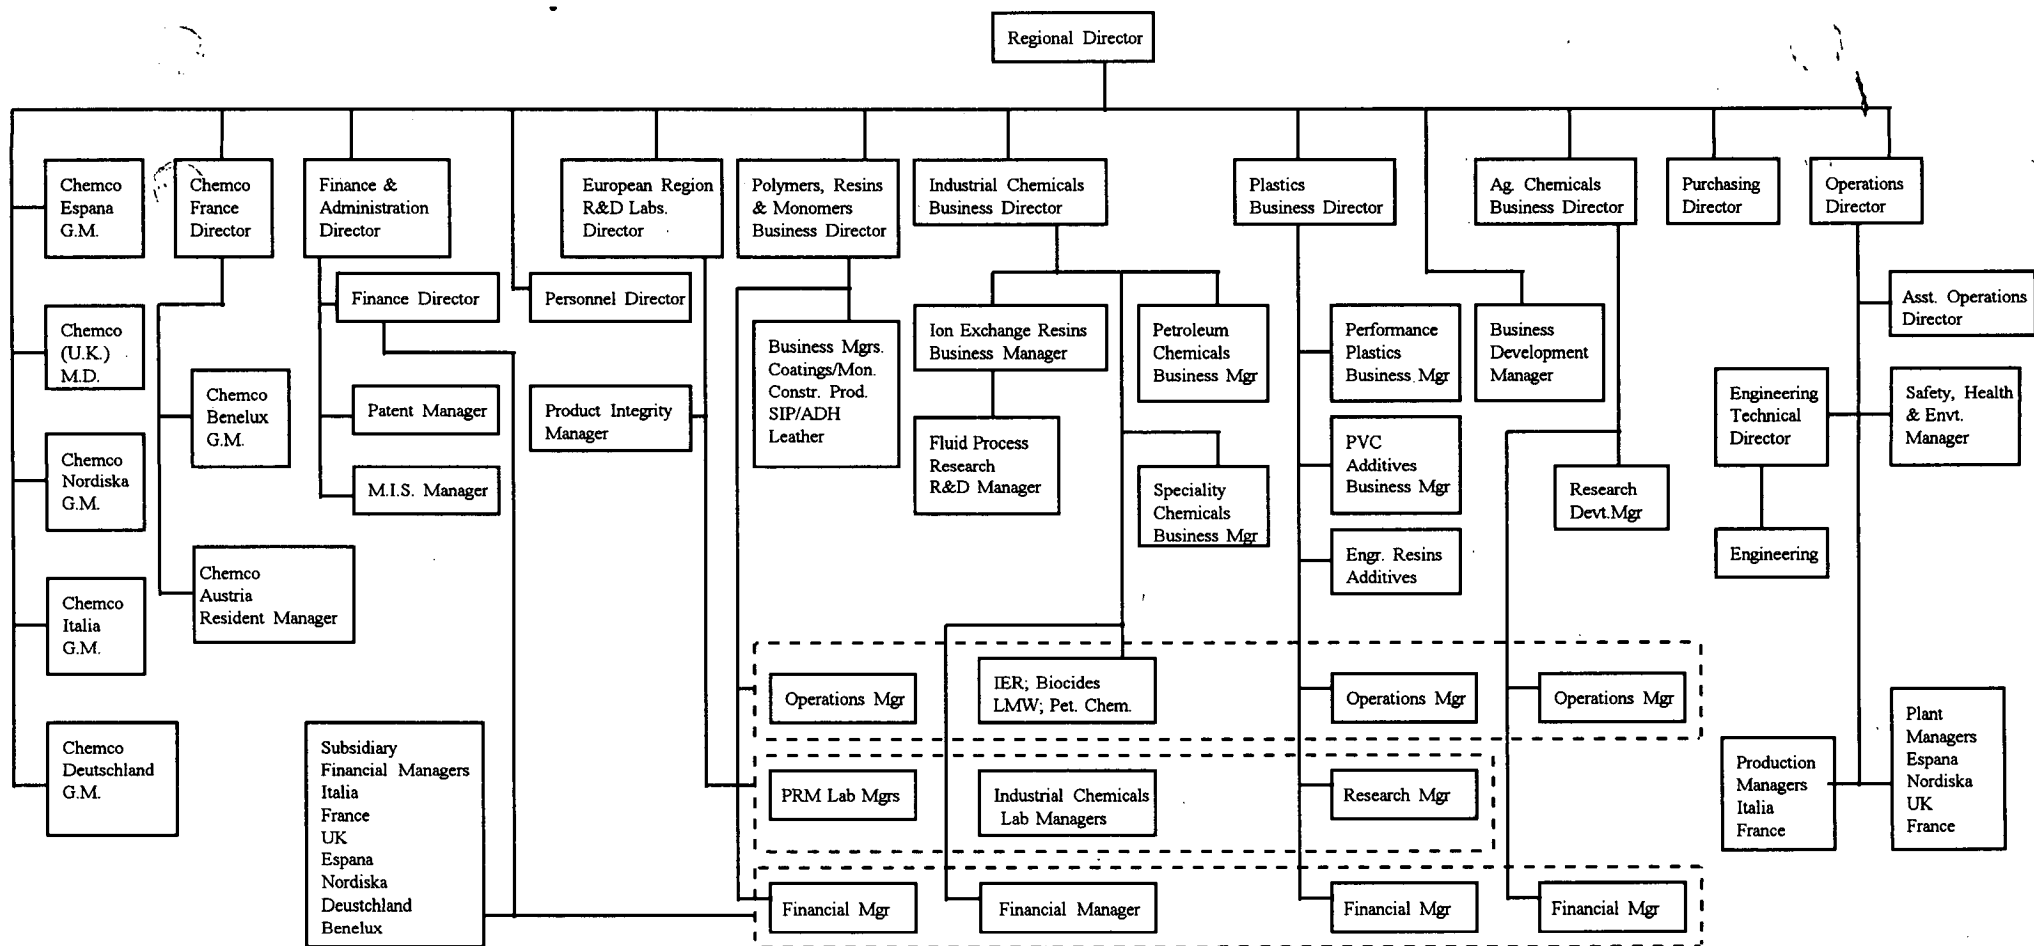 Regional Director
Chemco
Espana
G.M.
Chemco
France
Director
Finance &
Administration
Director
European Region
R&D Labs.
Director
Polymers, Resins
& Monomers
Business Director
Industrial Chemicals
Business Director
Plastics
Business Director
Ag. Chemicals
Business Director
Purchasing
Director
Operations
Director
Finance Director
Personnel Director
Asst. Operations
Director
Chemco
(U.K.)
M.D.
Business Mgrs.
Coatings/Mon.
Constr. Prod.
SIP/ADH
Leather
Ion Exchange Resins
Business Manager
Petroleum
Chemicals
Business Mgr
Performance
Plastics
Business Mgr
Business
Development
Manager
Chemco
Benelux
G.M.
Patent Manager
Product Integrity
Manager
Engineering
Technical
Director
Safety, Health
& Envt.
Manager
Chemco
Nordiska
G.M.
M.I.S. Manager
Fluid Process
Research
R&D Manager
Speciality
Chemicals
Business Mgr
PVC
Additives
Business Mgr
Research
Devt.Mgr
Engr. Resins
Additives
Engineering
Chemco
Austria
Resident Manager
Chemco
Italia
G.M.
Operations Mgr
IER; Biocides
LMW; Pet. Chem.
Operations Mgr
Operations Mgr
Chemco
Deutschland
G.M.
Subsidiary
Financial Managers
Italia
France
UK
Espana
Nordiska
Deustchland
Benelux
PRM Lab Mgrs
Industrial Chemicals
Lab Managers
Research Mgr
Production
Managers
Italia
France
Plant
Managers
Espana
Nordiska
UK
France
Financial Mgr
Financial Manager
Financial Mgr
Financial Mgr